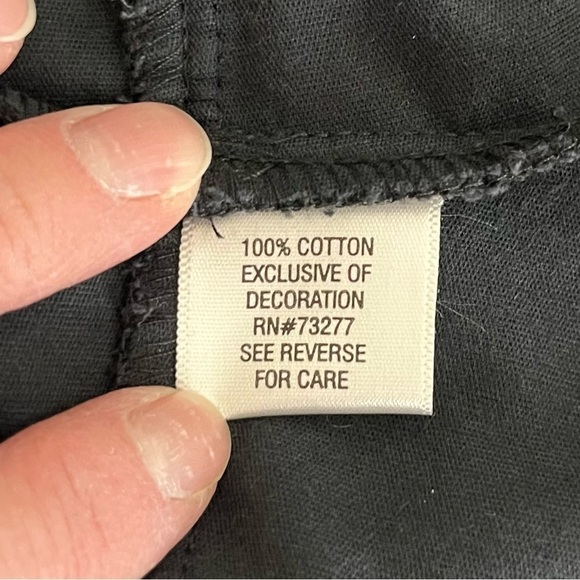 100% COTTON
EXCLUSIVE OF
DECORATION
RN#73277
SEE REVERSE
FOR CARE